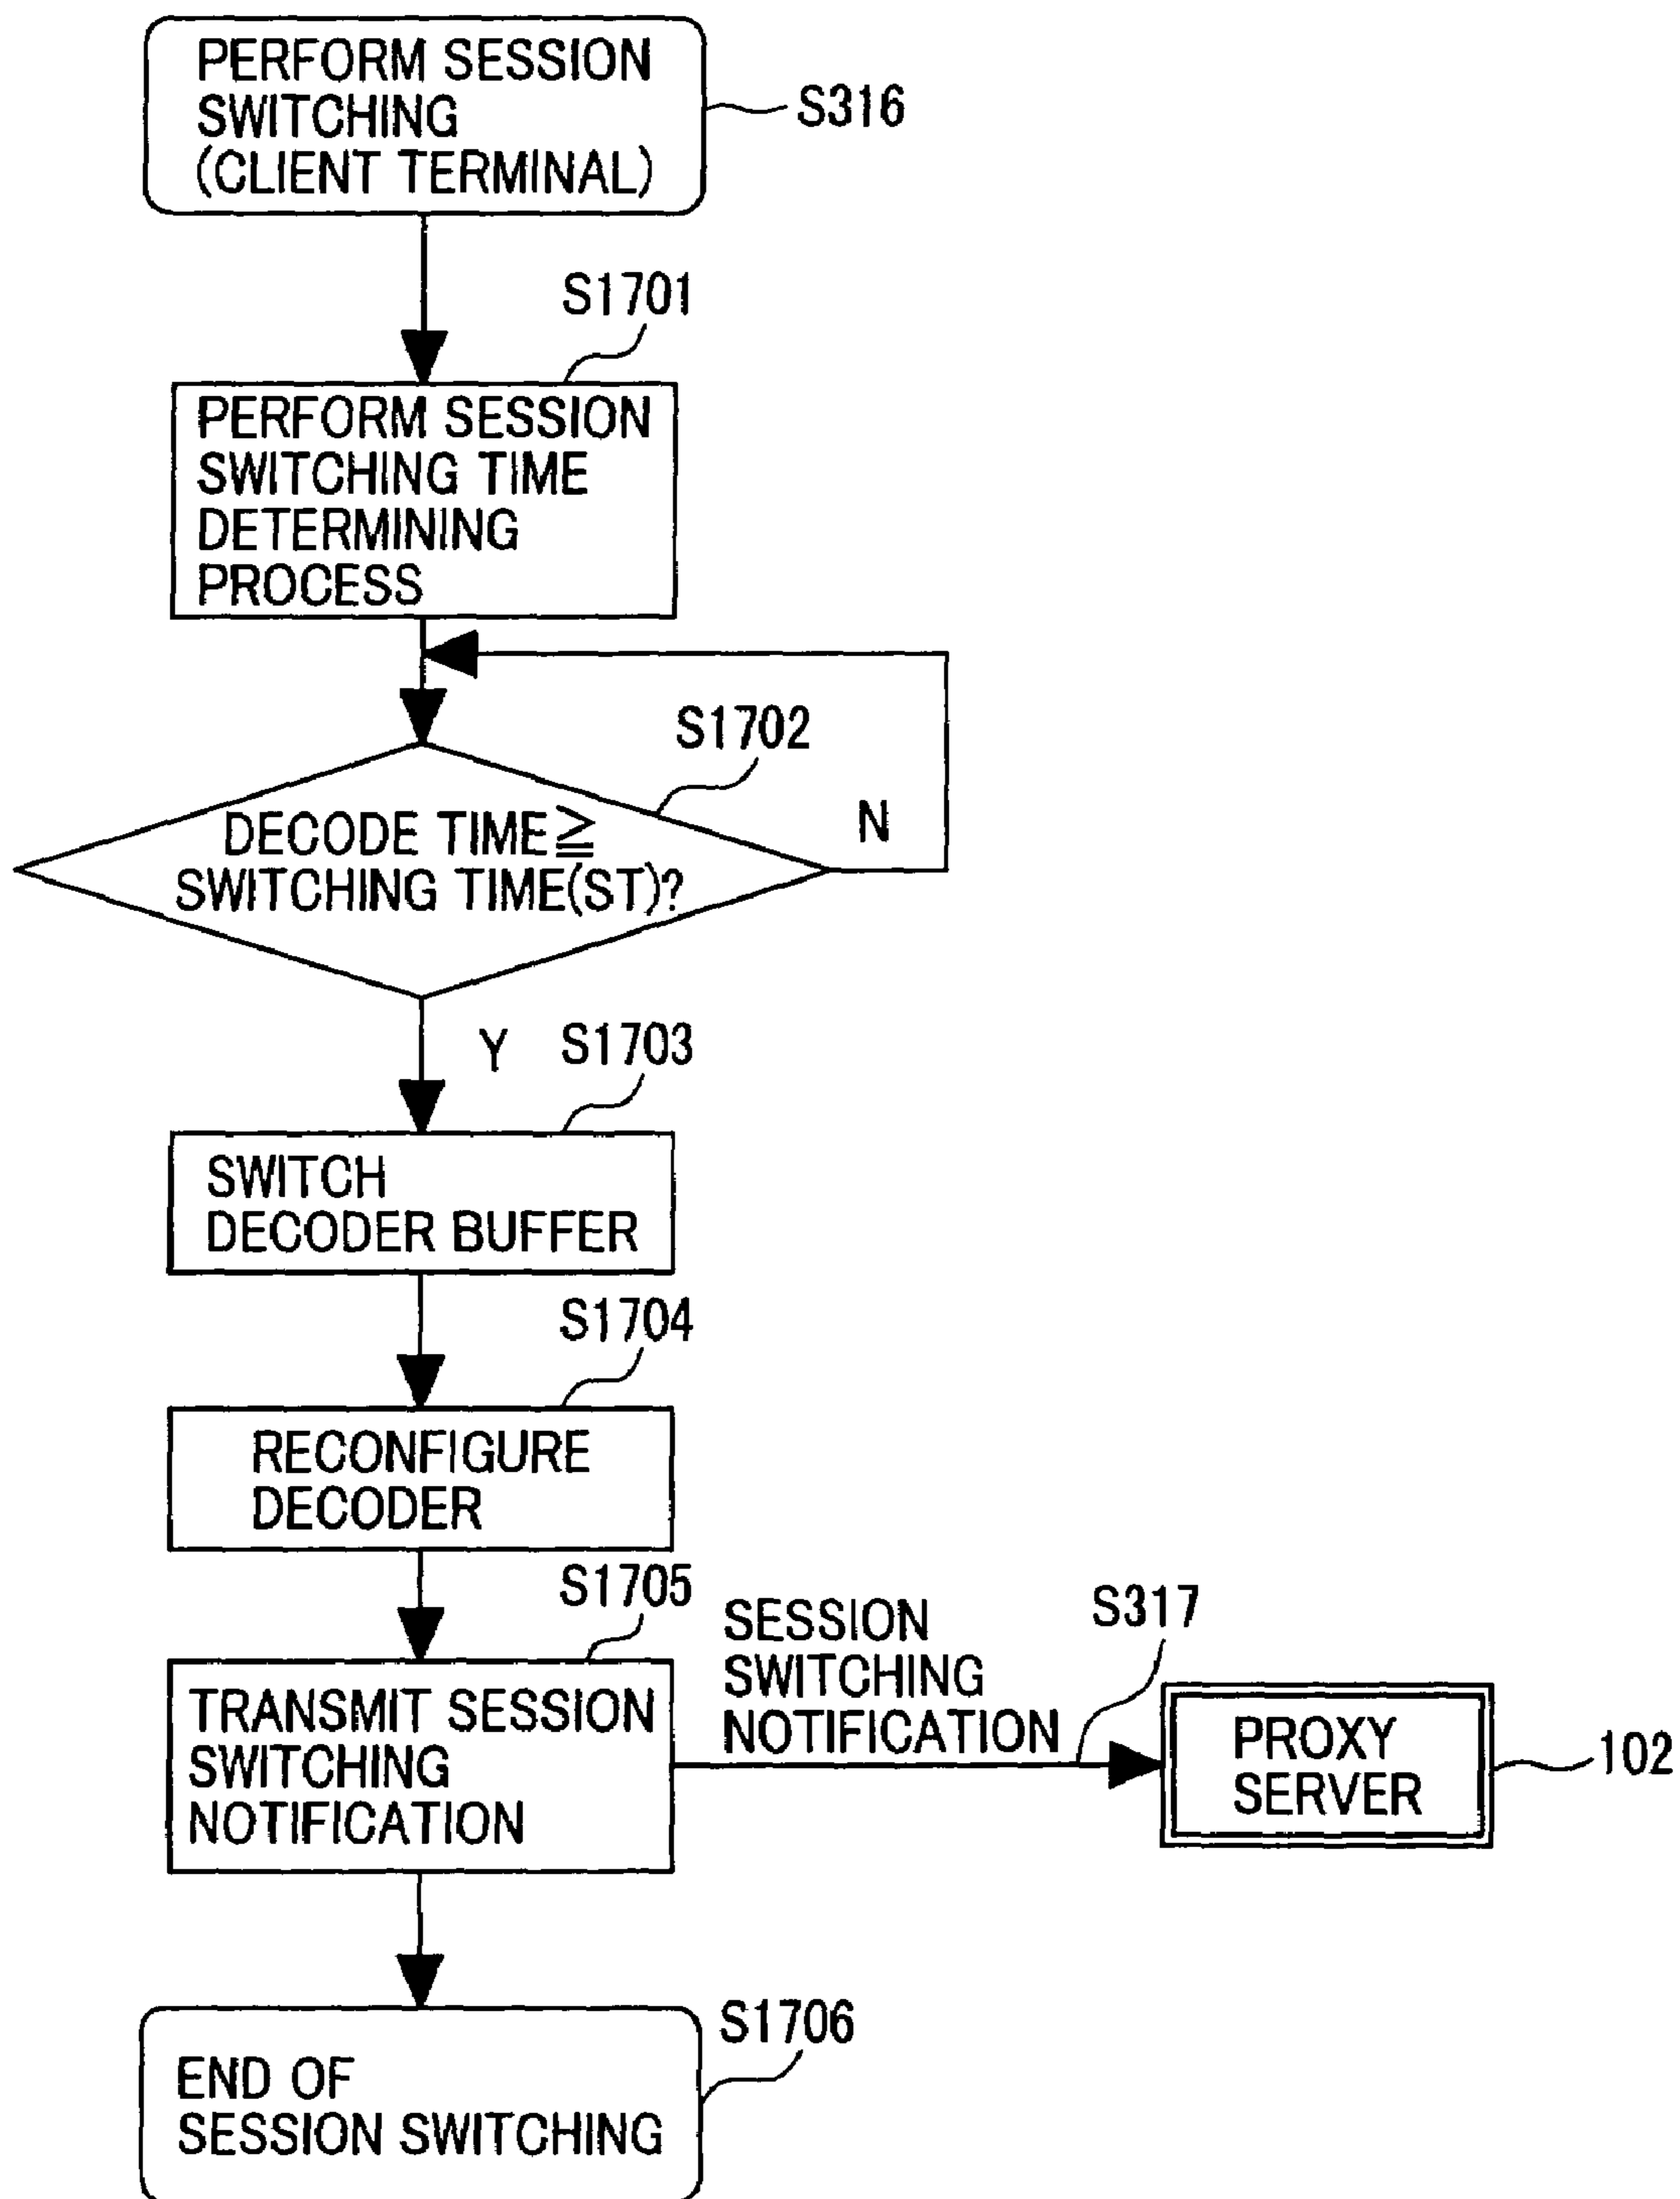 PERFORM SESSION
SWITCHING
(CLIENT TERMINAL)
S316
S1701
PERFORM SESSION
SWITCHING TIME
DETERMINING
PROCESS
S1702
DECODE TIME≧
SWITCHING TIME(ST)?
N
Y
S1703
SWITCH
DECODER BUFFER
S1704
RECONFIGURE
DECODER
S1705
TRANSMIT SESSION
SWITCHING
NOTIFICATION
SESSION
SWITCHING
NOTIFICATION
S317
PROXY
SERVER
102
S1706
END OF
SESSION SWITCHING